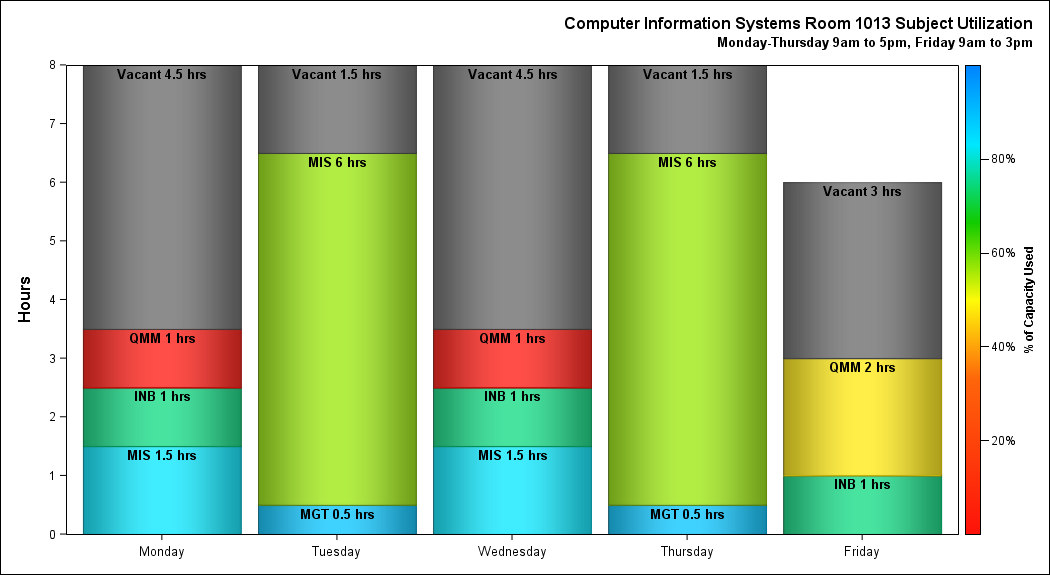 Computer Information Systems Room 1013 Subject Utilization
Monday-Thursday 9am to 5pm, Friday 9am to 3pm
Hours
8
7
6
5
4
3
2
1
0
Vacant 4.5 hrs
QMM 1 hrs
INB 1 hrs
MIS 1.5 hrs
Vacant 1.5 hrs
MIS 6 hrs
MGT 0.5 hrs
Vacant 4.5 hrs
QMM 1 hrs
INB 1 hrs
MIS 1.5 hrs
Vacant 1.5 hrs
MIS 6 hrs
MGT 0.5 hrs
Vacant 3 hrs
QMM 2 hrs
INB 1 hrs
Monday
Tuesday
Wednesday
Thursday
Friday
80%
60%
40%
20%
% of Capacity Used